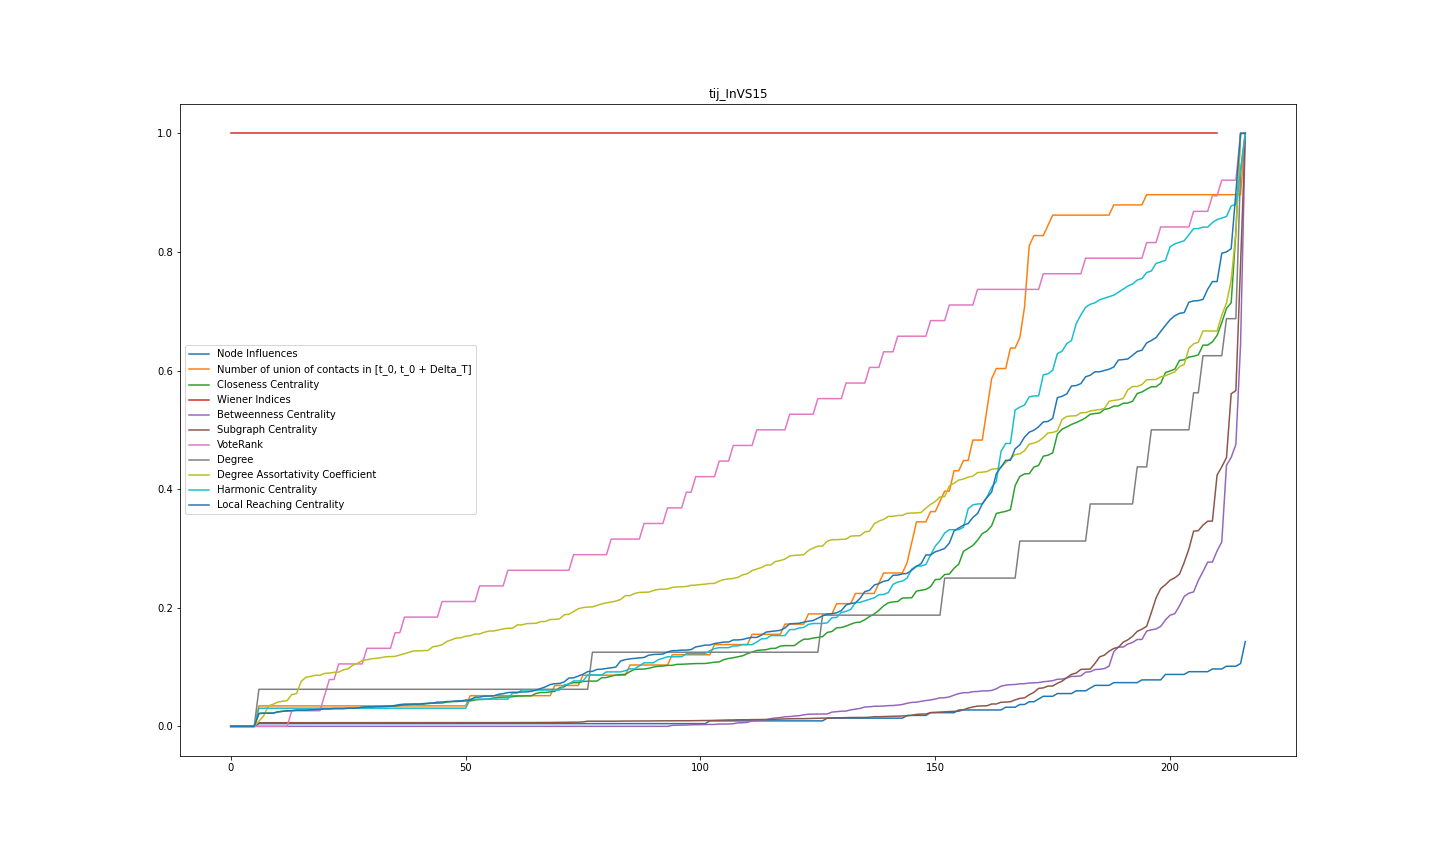 tij_InVS15
1.0
0.8
0.6
0.4
0.2
0.0
Node Influences
Number of union of contacts in [t_0, t_0 + Delta_T]
Closeness Centrality
Wiener Indices
Betweenness Centrality
Subgraph Centrality
VoteRank
Degree
Degree Assortativity Coefficient
Harmonic Centrality
Local Reaching Centrality
0 50 100 150 200